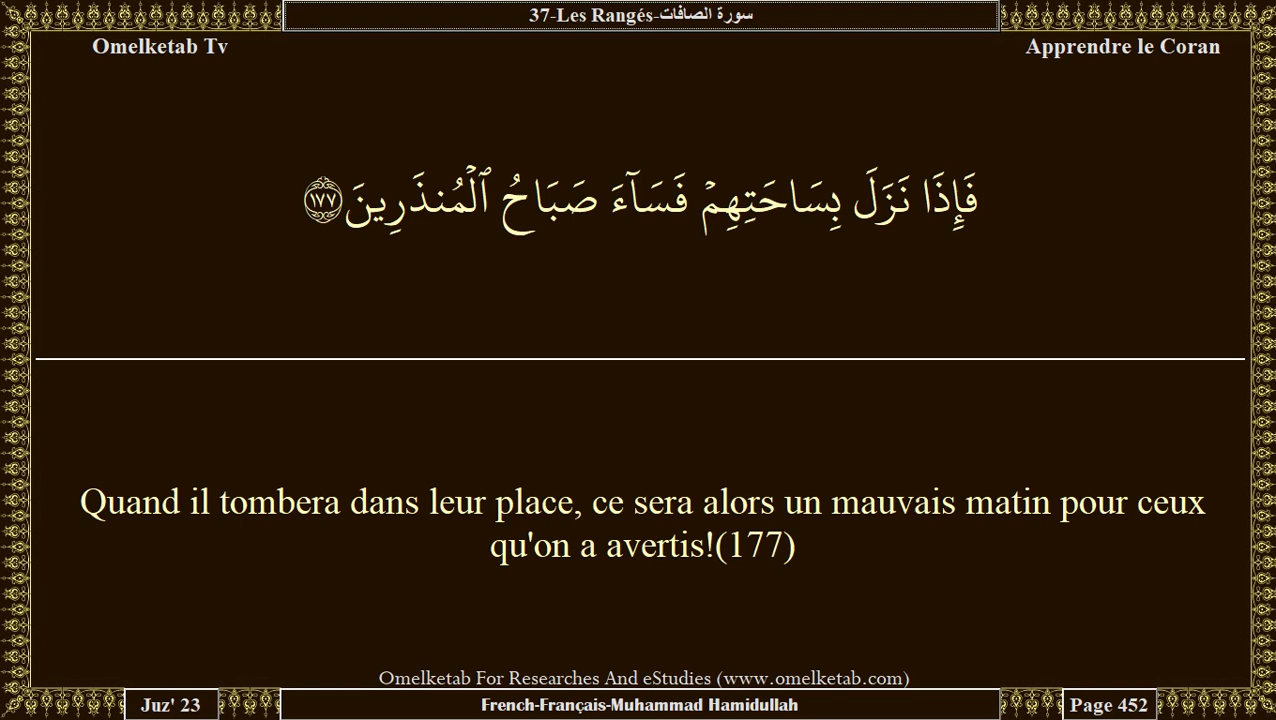 37-Les Rangés-سورة الصافات
Omelketab Tv
Apprendre le Coran
فَإِذَا نَزَلَ بِسَاحَتِهِمۡ فَسَآءَ صَبَاحُ ٱلۡمُنذَرِينَ ١٧٧
Quand il tombera dans leur place, ce sera alors un mauvais matin pour ceux
qu'on a avertis!(177)
Omelketab For Researches And eStudies (www.omelketab.com)
Juz' 23
French-Français-Muhammad Hamidullah
Page 452